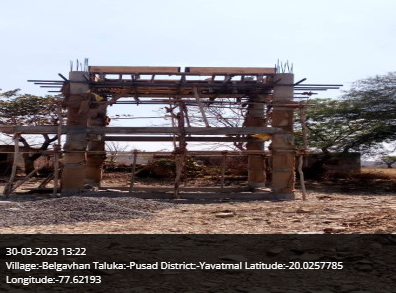 30-03-2023 13:22
Village:-Belgavhan Taluka:-Pusad District:-Yavatmal Latitude:-20.0257785
Longitude:-77.62193